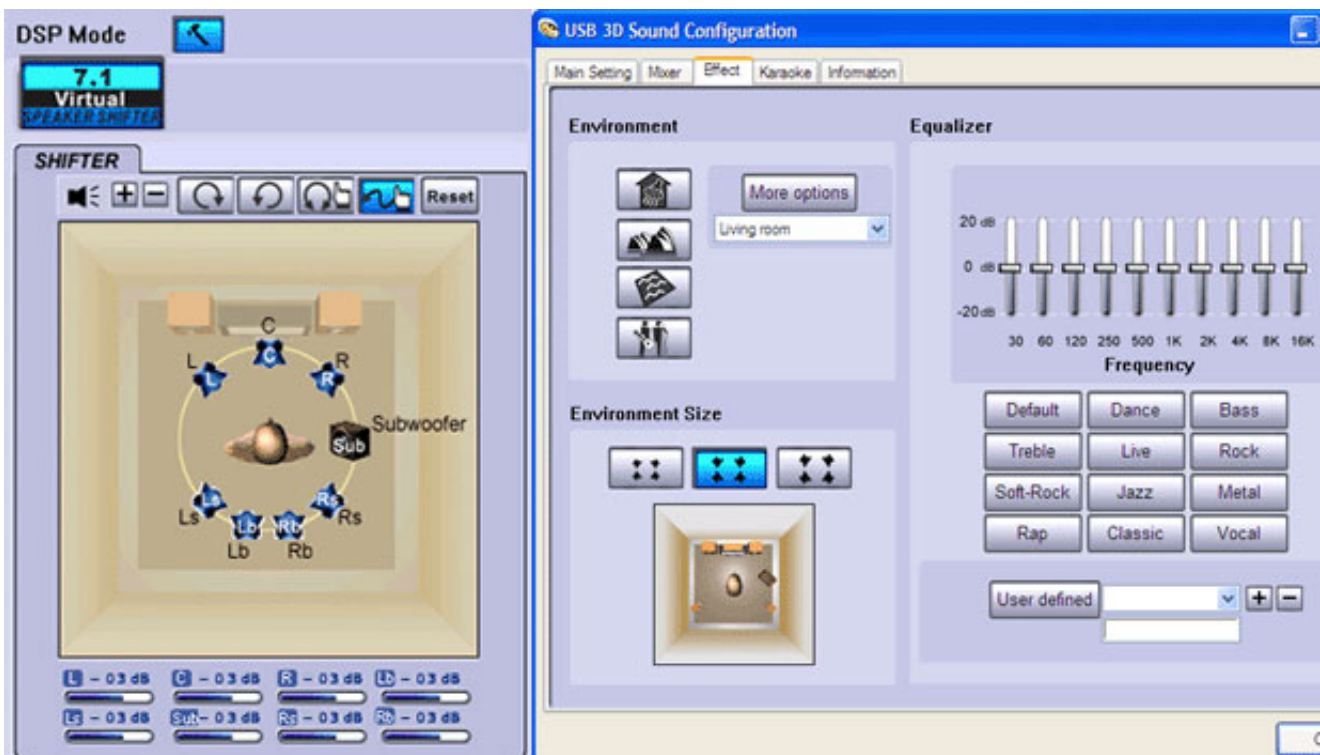 DSP Mode
7.1
Virtual
SPEAKER SHIFTER
SHIFTER
+ - Reset
C
L C R
L R
Subwoofer
Sub
Ls Rs
Ls Lb Rb Rs
Lb Rb
L - 03 dB C - 03 dB R - 03 dB Lb - 03 dB
Ls - 03 dB Sub - 03 dB Rs - 03 dB Rb - 03 dB
USB 3D Sound Configuration
Main Setting Mixer Effect Karaoke Information
Environment
More options
Living room
Environment Size
Equalizer
20 dB
0 dB
-20 dB
30 60 120 250 500 1K 2K 4K 8K 16K
Frequency
Default Dance Bass
Treble Live Rock
Soft-Rock Jazz Metal
Rap Classic Vocal
User defined + -